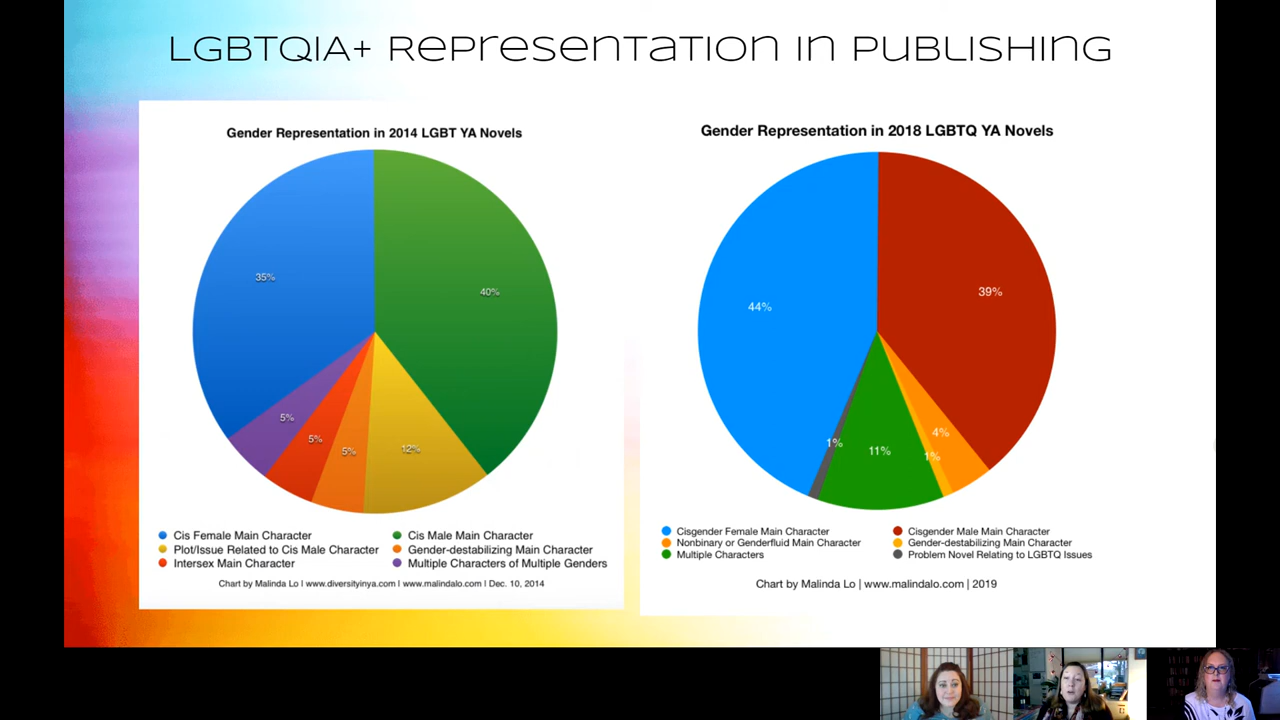 LGBTQIA+ Representation in Publishing
Gender Representation in 2014 LGBT YA Novels
35%
40%
5%
5%
5%
12%
Cis Female Main Character
Cis Male Main Character
Plot/Issue Related to Cis Male Character
Gender-destabilizing Main Character
Intersex Main Character
Multiple Characters of Multiple Genders
Chart by Malinda Lo | www.diversityinya.com | www.malindalo.com | Dec. 10, 2014
Gender Representation in 2018 LGBTQ YA Novels
44%
39%
1%
11%
1%
4%
Cisgender Female Main Character
Cisgender Male Main Character
Nonbinary or Genderfluid Main Character
Gender-destabilizing Main Character
Multiple Characters
Problem Novel Relating to LGBTQ Issues
Chart by Malinda Lo | www.malindalo.com | 2019